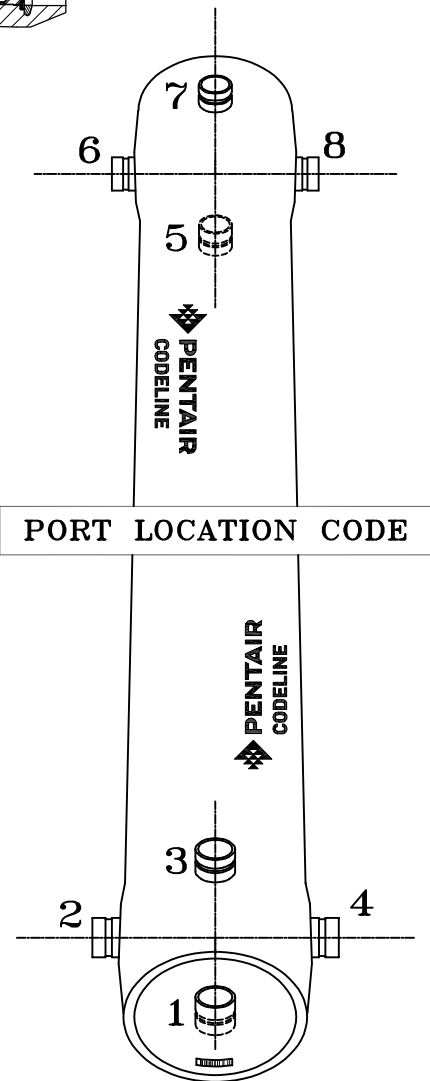 7
6
8
5
PENTAIR
CODELINE
PORT LOCATION CODE
PENTAIR
CODELINE
3
2
4
1